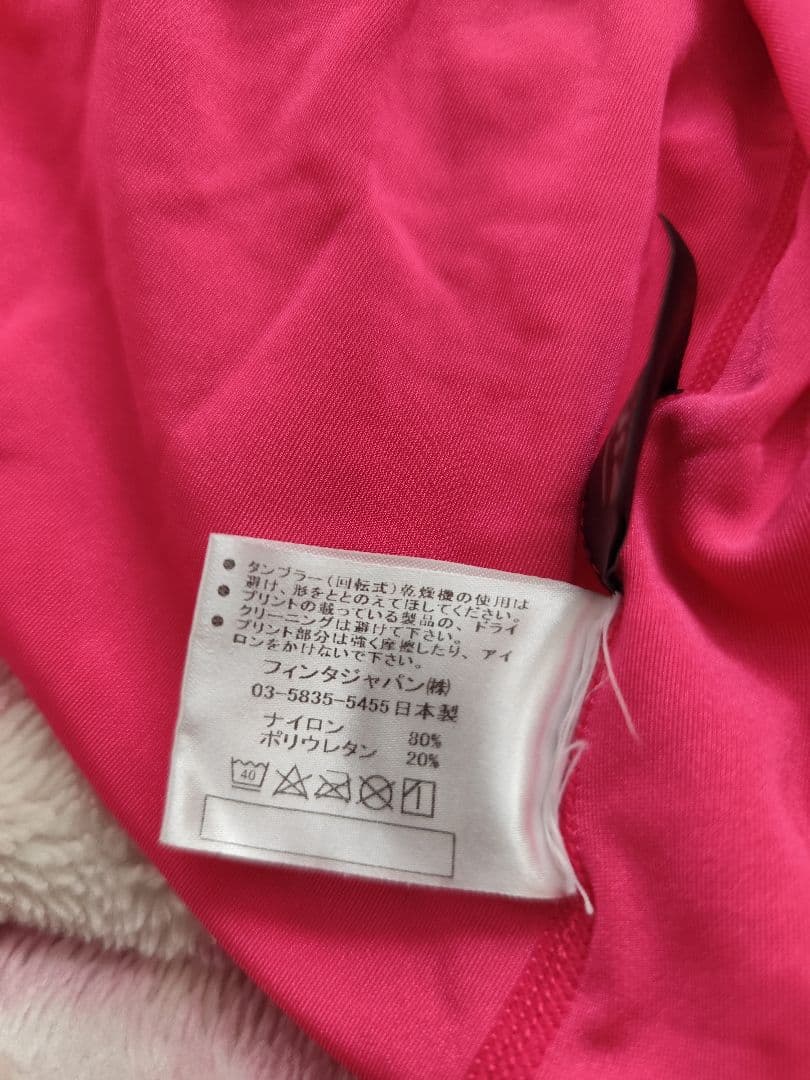 ● タンブラー(回転式)乾燥機の使用は
避け、形をととのえてほしてください。
● プリントの載っている製品の、ドライ
クリーニングは避けて下さい。
● プリント部分は強く摩擦したり、アイ
ロンをかけないで下さい。
フィンタジャパン㈱
03-5835-5455日本製
ナイロン 80%
ポリウレタン 20%
40